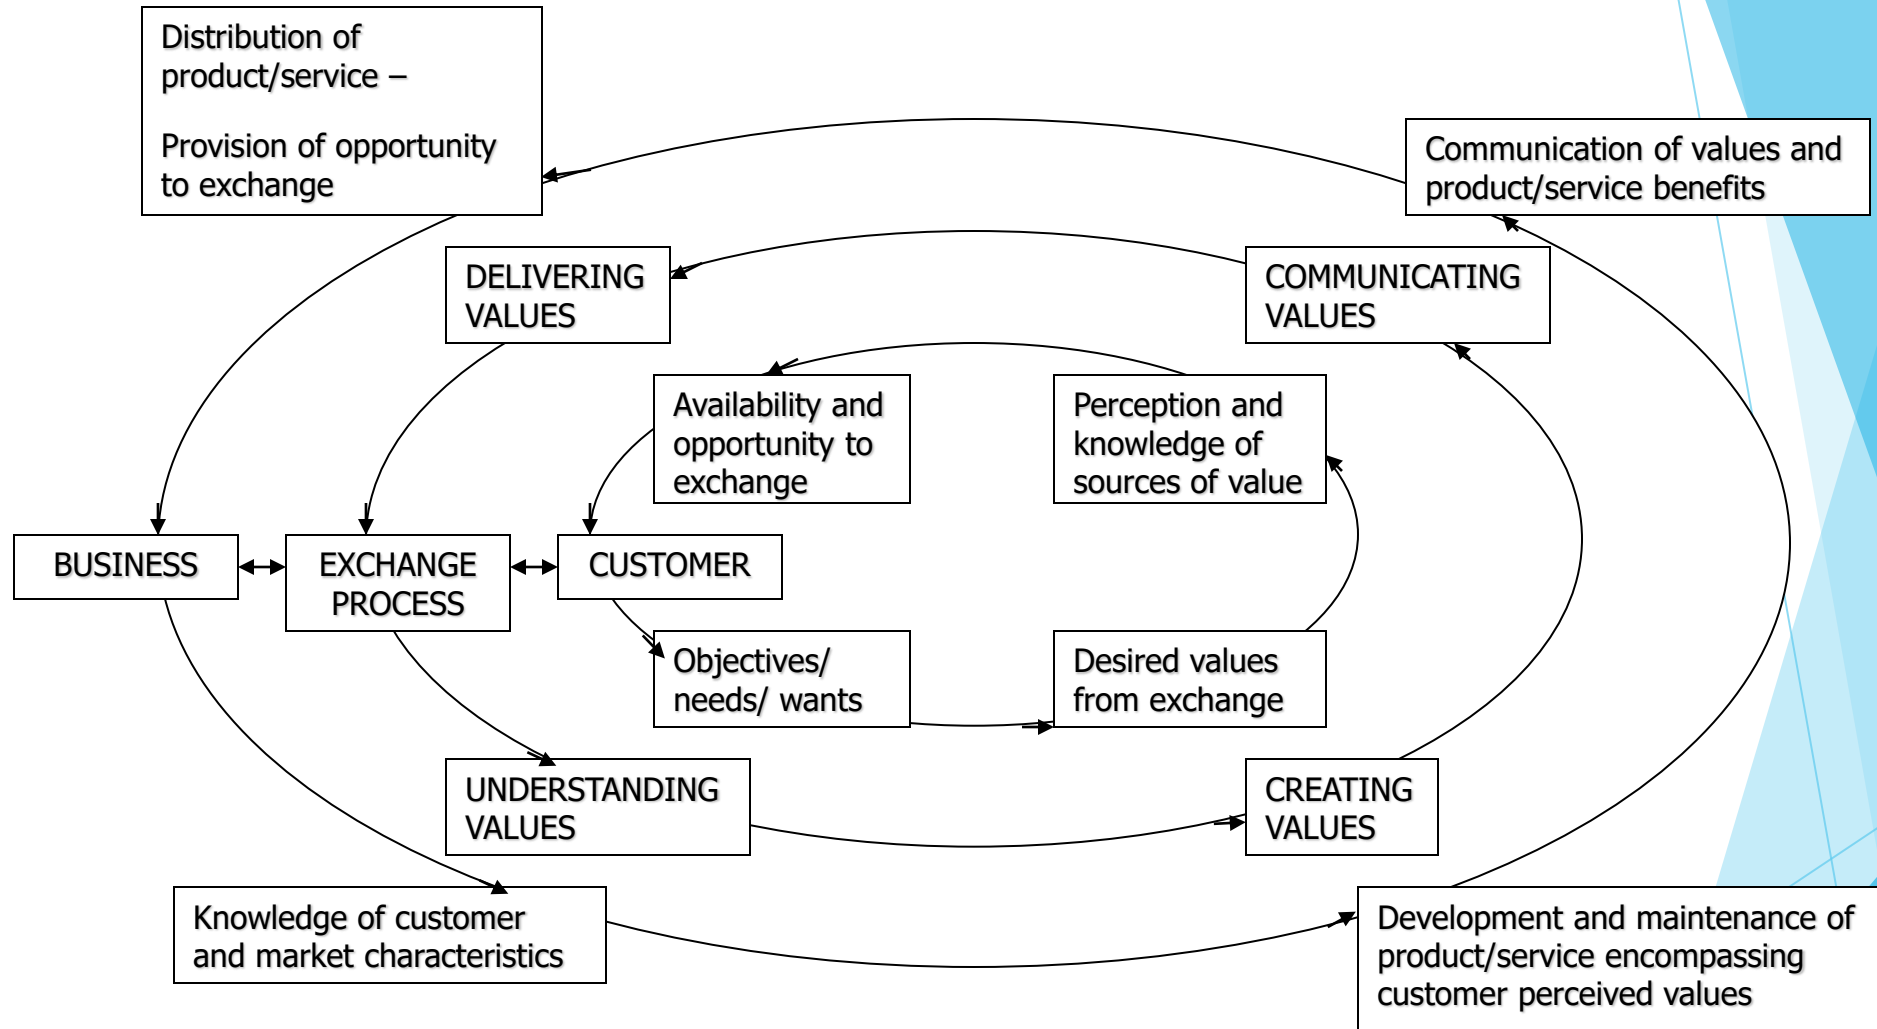 Distribution of
product/service –
Provision of opportunity
to exchange
Communication of values and
product/service benefits
DELIVERING
VALUES
COMMUNICATING
VALUES
Availability and
opportunity to
exchange
Perception and
knowledge of
sources of value
BUSINESS
EXCHANGE
PROCESS
CUSTOMER
Objectives/
needs/ wants
Desired values
from exchange
UNDERSTANDING
VALUES
CREATING
VALUES
Knowledge of customer
and market characteristics
Development and maintenance of
product/service encompassing
customer perceived values